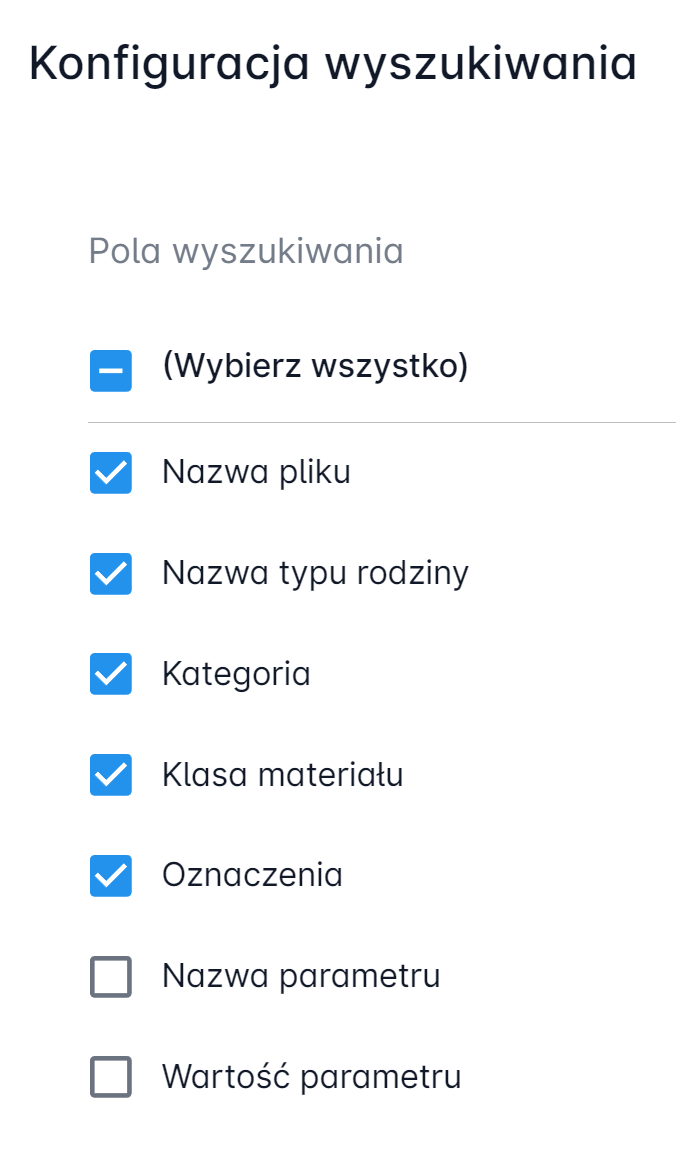 Konfiguracja wyszukiwania
Pola wyszukiwania
(Wybierz wszystko)
Nazwa pliku
Nazwa typu rodziny
Kategoria
Klasa materiału
Oznaczenia
Nazwa parametru
Wartość parametru